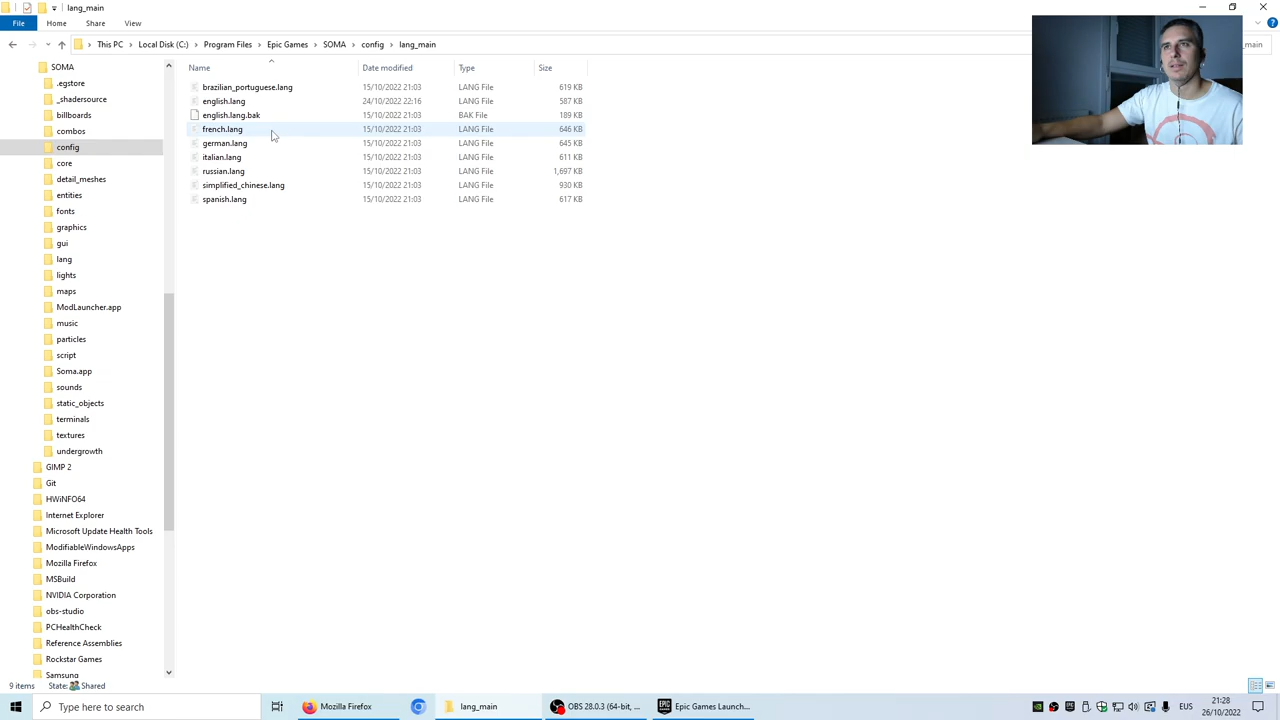 lang_main
File Home Share View
This PC Local Disk (C:) Program Files Epic Games SOMA config lang_main _main
Name Date modified Type Size
brazilian_portuguese.lang 15/10/2022 21:03 LANG File 619 KB
english.lang 24/10/2022 22:16 LANG File 587 KB
english.lang.bak 15/10/2022 21:03 BAK File 189 KB
french.lang 15/10/2022 21:03 LANG File 646 KB
german.lang 15/10/2022 21:03 LANG File 645 KB
italian.lang 15/10/2022 21:03 LANG File 611 KB
russian.lang 15/10/2022 21:03 LANG File 1,697 KB
simplified_chinese.lang 15/10/2022 21:03 LANG File 930 KB
spanish.lang 15/10/2022 21:03 LANG File 617 KB
SOMA
.egstore
_shadersource
billboards
combos
config
core
detail_meshes
entities
fonts
graphics
gui
lang
lights
maps
ModLauncher.app
music
particles
script
Soma.app
sounds
static_objects
terminals
textures
undergrowth
GIMP 2
Git
HWiNFO64
Internet Explorer
Microsoft Update Health Tools
ModifiableWindowsApps
Mozilla Firefox
MSBuild
NVIDIA Corporation
obs-studio
PCHealthCheck
Reference Assemblies
Rockstar Games
Samsung
9 items State: Shared
Type here to search Mozilla Firefox lang_main OBS 28.0.3 (64-bit, ... Epic Games Launch... EUS 21:28
26/10/2022